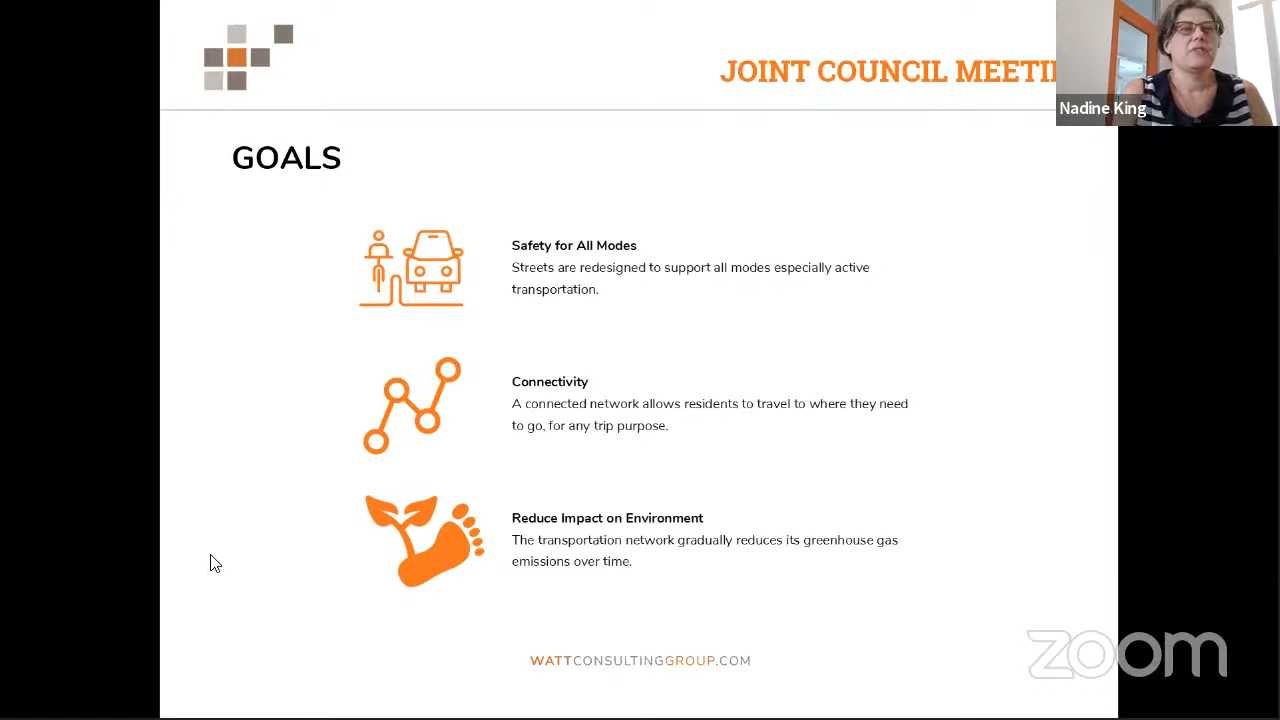 JOINT COUNCIL
Nadine King
GOALS
Safety for All Modes
Streets are redesigned to support all modes especially active
transportation.
Connectivity
A connected network allows residents to travel to where they need
to go, for any trip purpose.
Reduce Impact on Environment
The transportation network gradually reduces its greenhouse gas
emissions over time.
WATTCONSULTINGGROUP.COM
zoom